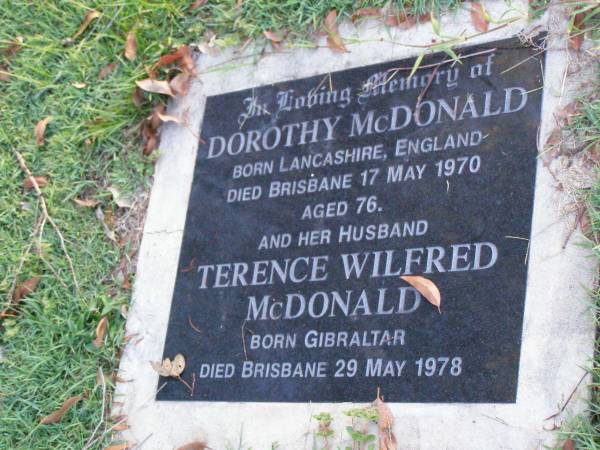 In Loving Memory of
DOROTHY McDONALD
BORN LANCASHIRE, ENGLAND
DIED BRISBANE 17 MAY 1970
AGED 76.
AND HER HUSBAND
TERENCE WILFRED
McDONALD
BORN GIBRALTAR
DIED BRISBANE 29 MAY 1978